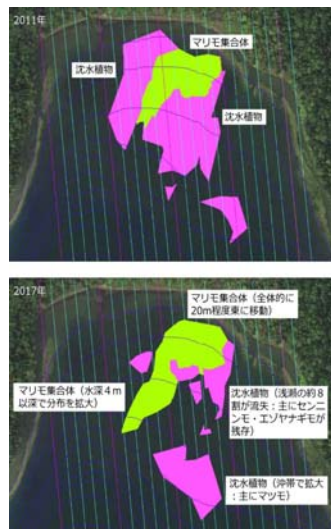 2011年
マリモ集合体
沈水植物
沈水植物
2017年
マリモ集合体（全体的に
20m程度東に移動）
マリモ集合体（水深４ｍ
以深で分布を拡大）
沈水植物（浅瀬の約８
割が流失：主にセンニ
ンモ・エゾヤナギモが
残存）
沈水植物（沖帯で拡大
：主にマツモ）